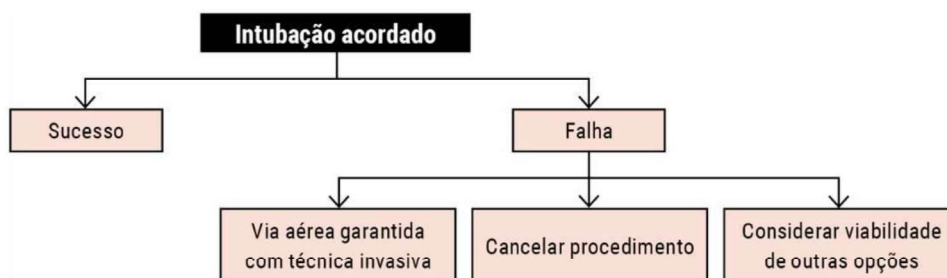 Intubação acordado
Sucesso
Falha
Via aérea garantida
com técnica invasiva
Cancelar procedimento
Considerar viabilidade
de outras opções